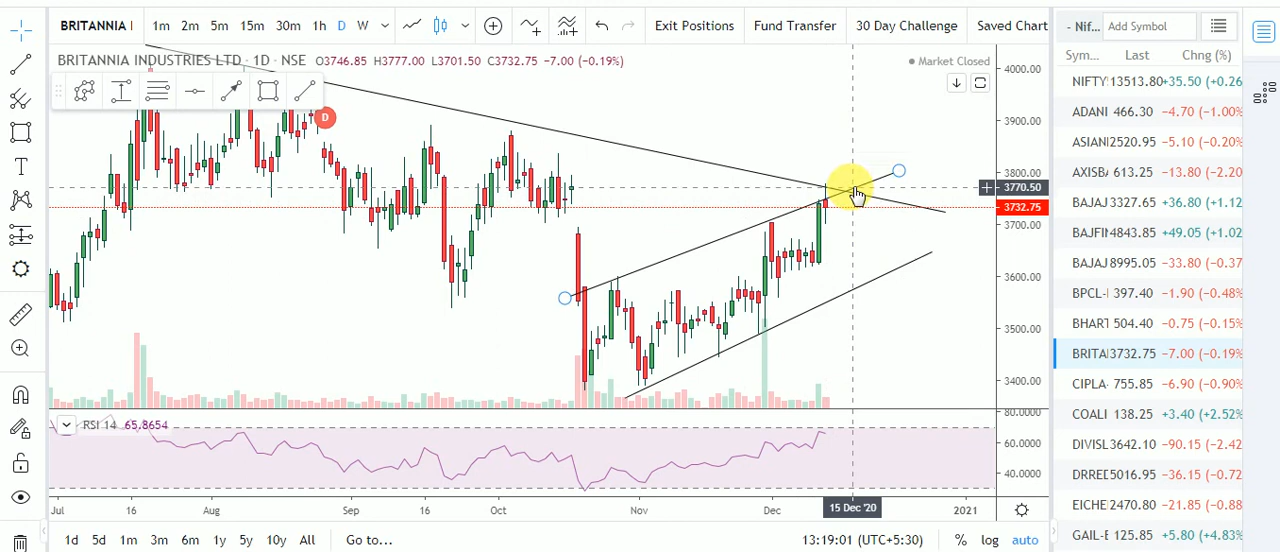 BRITANNIA I 1m 2m 5m 15m 30m 1h D W Exit Positions Fund Transfer 30 Day Challenge Saved Chart
- Nif... Add Symbol
BRITANNIA INDUSTRIES LTD · 1D · NSE O3746.85 H3777.00 L3701.50 C3732.75 −7.00 (−0.19%)
Market Closed
Sym... Last Chng (%)
4000.00
3900.00
3800.00
3770.50
3732.75
3700.00
3600.00
3500.00
3400.00
D
T
NIFTY 13513.80 +35.50 (+0.26
ADANI 466.30 −4.70 (−1.00%
ASIANI 2520.95 −5.10 (−0.20%
AXISB/ 613.25 −13.80 (−2.20
BAJAJ 3327.65 +36.80 (+1.12
BAJFII 4843.85 +49.05 (+1.02
BAJAJ 8995.05 −33.80 (−0.37
BPCL-I 397.40 −1.90 (−0.48%
BHART 504.40 −0.75 (−0.15%
BRITAI 3732.75 −7.00 (−0.19%
CIPLA- 755.85 −6.90 (−0.90%
COALI 138.25 +3.40 (+2.52%
DIVISL 3642.10 −90.15 (−2.42
DRREE 5016.95 −36.15 (−0.72
EICHE 2470.80 −21.85 (−0.88
GAIL-E 125.85 +5.80 (+4.83%
RSI 14 65.8654
80.0000
60.0000
40.0000
Jul 16 Aug Sep 16 Oct Nov Dec 15 Dec '20 2021
1d 5d 1m 3m 6m 1y 5y 10y All Go to... 13:19:01 (UTC+5:30) % log auto